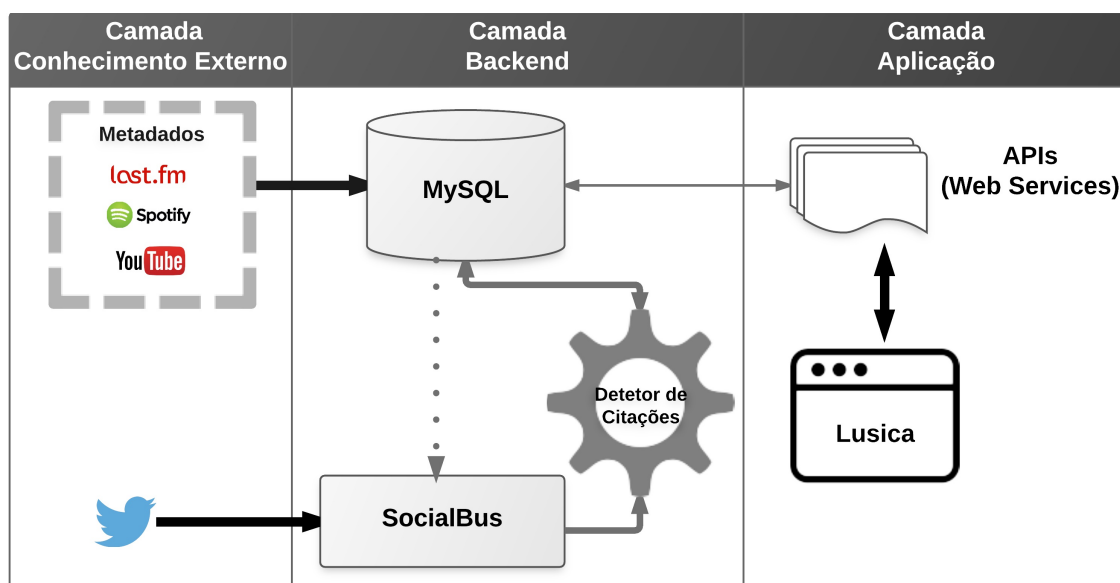 Camada
Conhecimento Externo
Camada
Backend
Camada
Aplicação
Metadados
last.fm
Spotify
YouTube
MySQL
APIs
(Web Services)
Detetor de
Citações
Lusica
SocialBus